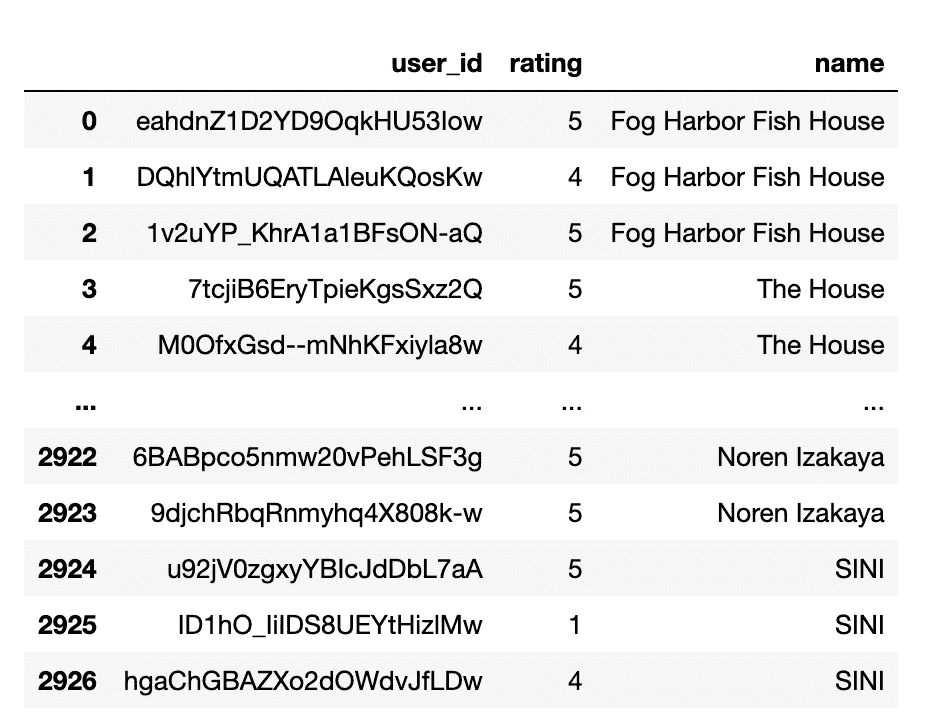 user_id rating name
0 eahdnZ1D2YD9OqkHU53low 5 Fog Harbor Fish House
1 DQhlYtmUQATLAleuKQosKw 4 Fog Harbor Fish House
2 1v2uYP_KhrA1a1BFsON-aQ 5 Fog Harbor Fish House
3 7tcjiB6EryTpieKgsSxz2Q 5 The House
4 M0OfxGsd--mNhKFxiyla8w 4 The House
... ... ... ...
2922 6BABpco5nmw20vPehLSF3g 5 Noren Izakaya
2923 9djchRbqRnmyhq4X808k-w 5 Noren Izakaya
2924 u92jV0zgxyYBIcJdDbL7aA 5 SINI
2925 ID1hO_IiIDS8UEYtHizIMw 1 SINI
2926 hgaChGBAZXo2dOWdvJfLDw 4 SINI